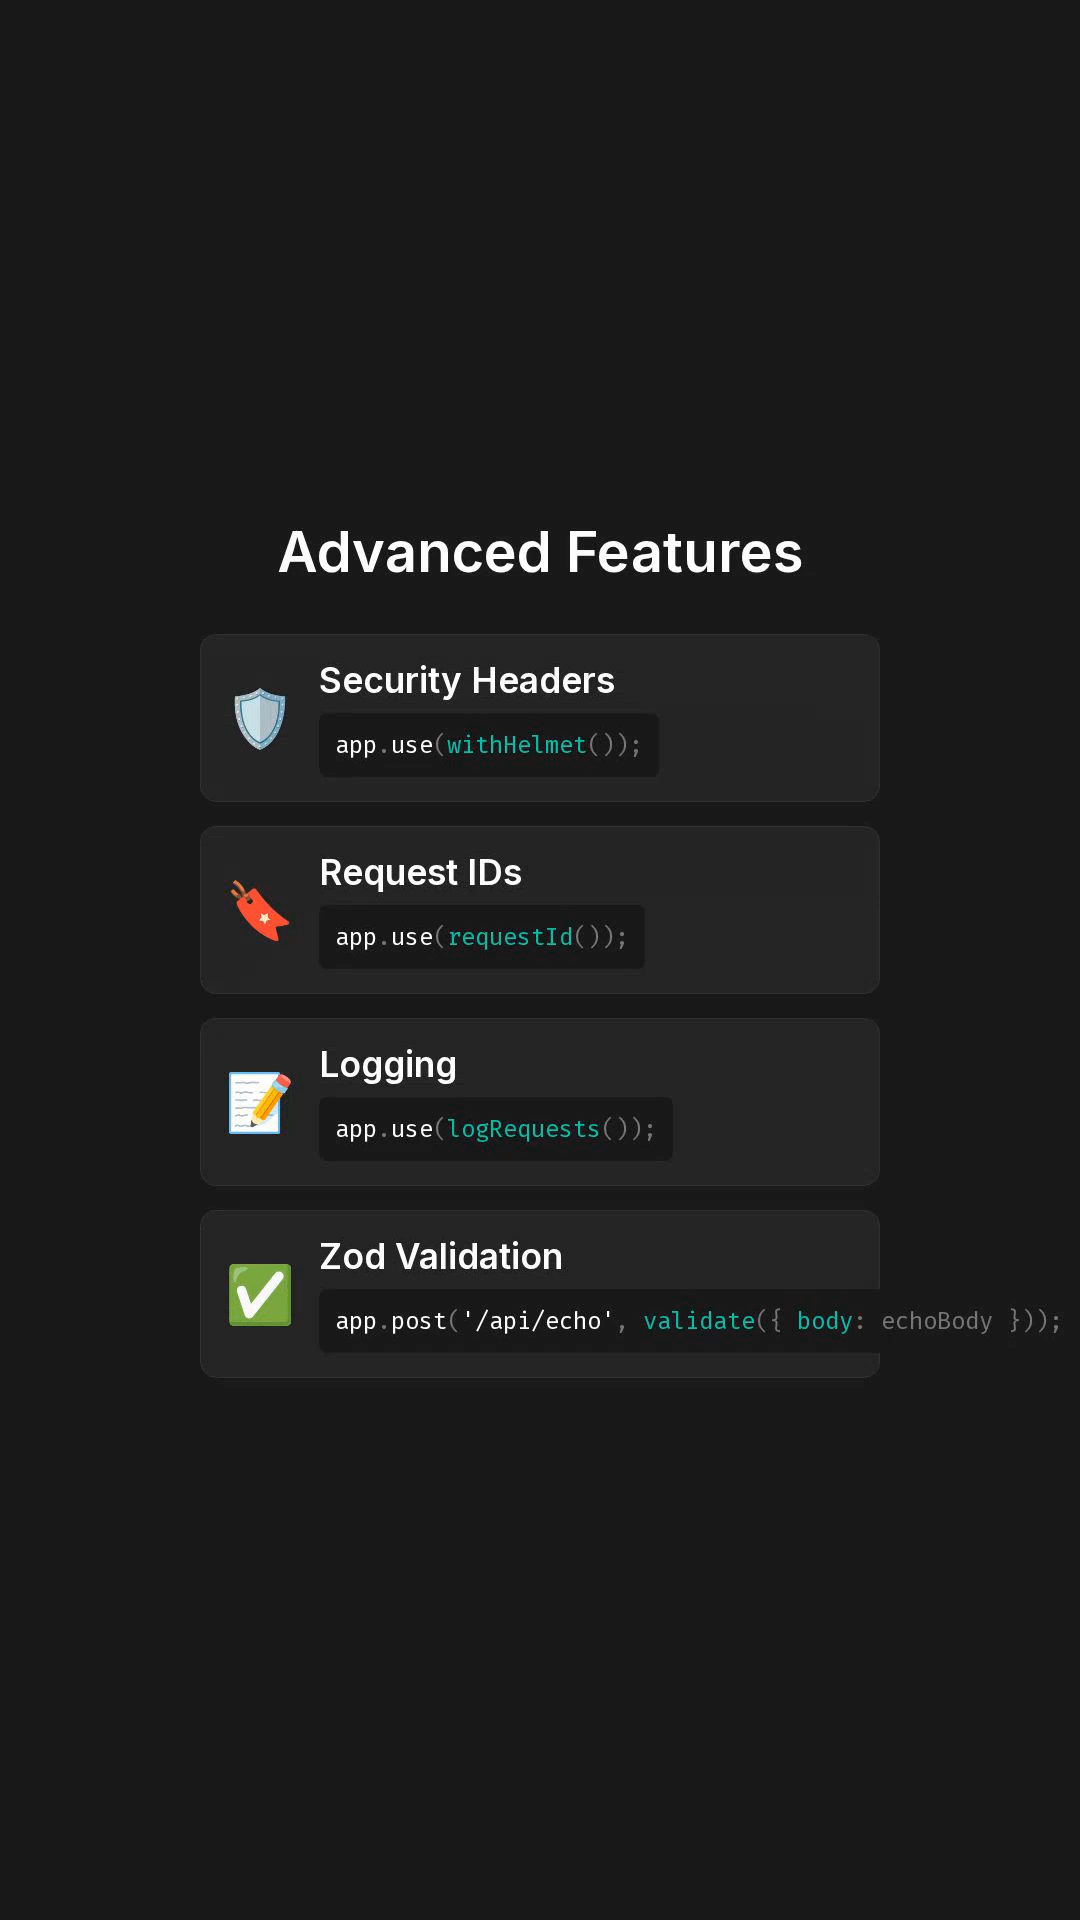 Advanced Features
Security Headers
app.use(withHelmet());
Request IDs
app.use(requestId());
Logging
app.use(logRequests());
Zod Validation
app.post('/api/echo', validate({ body: echoBody }));